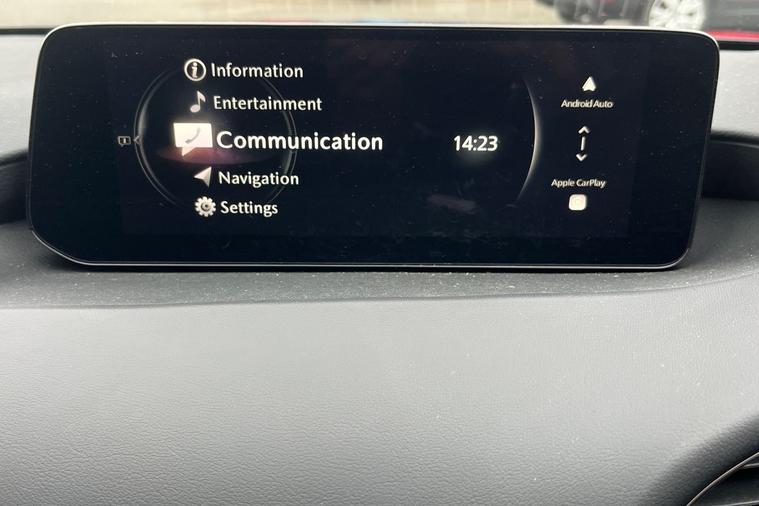 Information
Entertainment
Communication
Navigation
Settings
14:23
Android Auto
Apple CarPlay